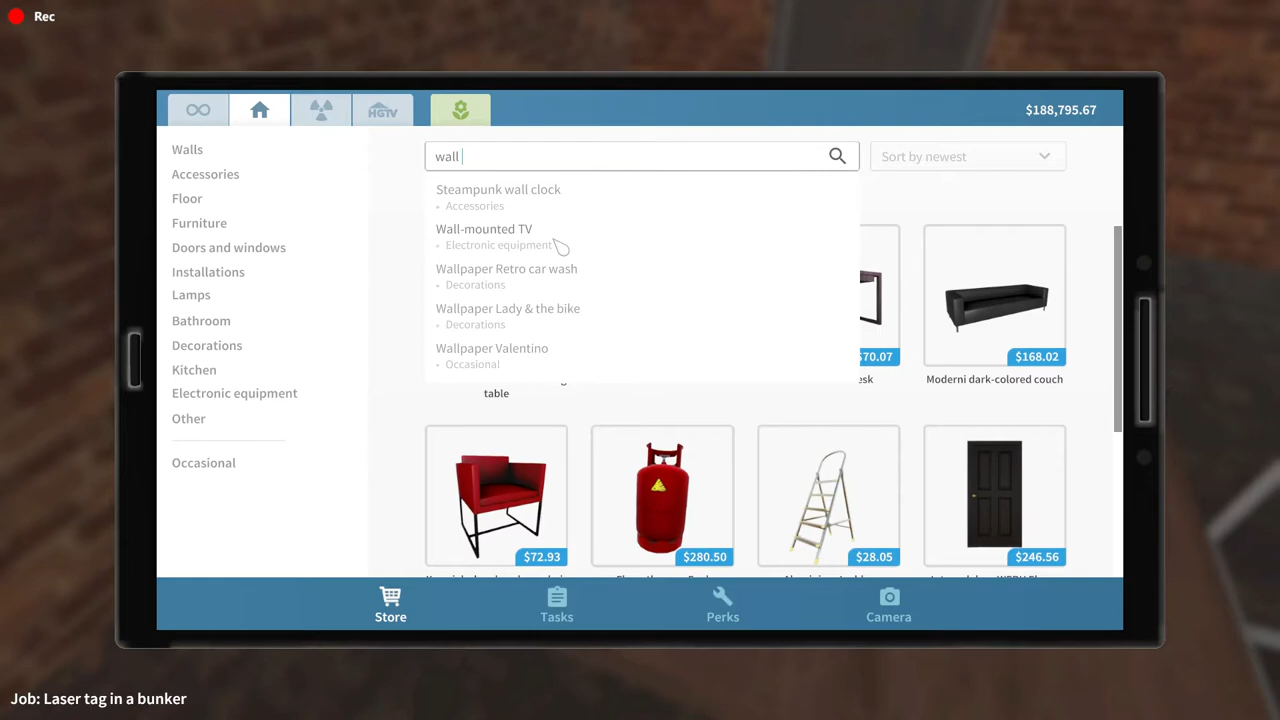 Rec
HGTV
$188,795.67
Walls
Accessories
Floor
Furniture
Doors and windows
Installations
Lamps
Bathroom
Decorations
Kitchen
Electronic equipment
Other
Occasional
wall
Sort by newest
Steampunk wall clock
Accessories
Wall-mounted TV
Electronic equipment
Wallpaper Retro car wash
Decorations
Wallpaper Lady & the bike
Decorations
Wallpaper Valentino
Occasional
$70.07
$168.02
table
Moderni dark-colored couch
$72.93
$280.50
$28.05
$246.56
Store
Tasks
Perks
Camera
Job: Laser tag in a bunker